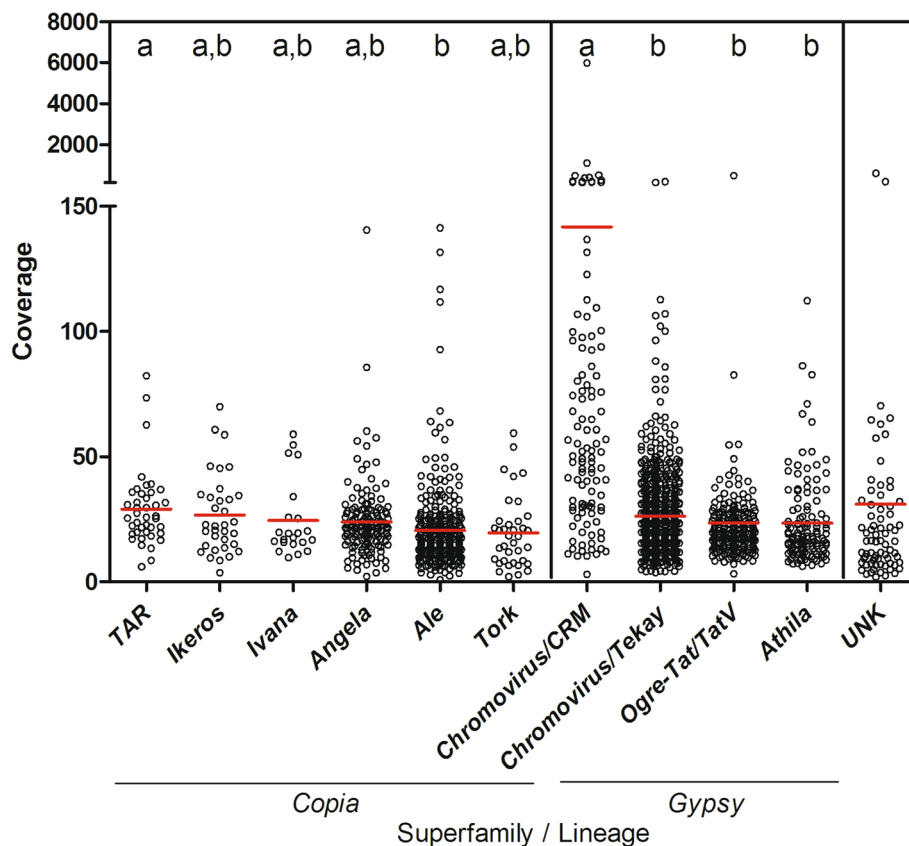 8000
6000
4000
2000
150
100
50
0
Coverage
a a,b a,b a,b b a,b a b b b
TAR
Ikeros
Ivana
Angela
Ale
Tork
Chromovirus/CRM
Chromovirus/Tekay
Ogre-Tat/TatV
Athila
UNK
Copia Gypsy
Superfamily / Lineage